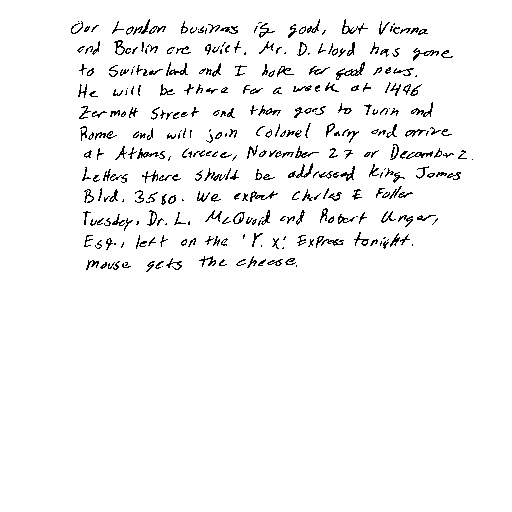 Our London business is good, but Vienna
and Berlin are quiet. Mr. D. Lloyd has gone
to Switzerland and I hope for good news.
He will be there for a week at 1496
Zermott Street and then goes to Turin and
Rome and will join Colonel Parry and arrive
at Athens, Greece, November 27 or December 2.
Letters there should be addressed King James
Blvd. 3580. We expect Charles E Fuller
Tuesday. Dr. L. McQuaid and Robert Unger,
Esq., left on the 'Y. X.' Express tonight.
mouse gets the cheese.